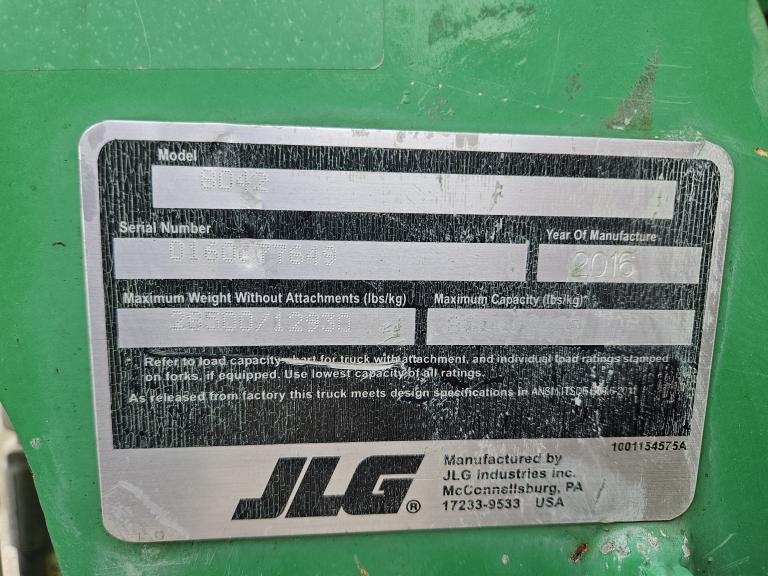 Model
8042
Serial Number
Year Of Manufacture
2016
Maximum Weight Without Attachments (lbs/kg)
Maximum Capacity (lbs/kg)
28500/12930
Refer to load capacity chart for truck with attachment, and individual load ratings stamped
on forks, if equipped. Use lowest capacity of all ratings.
As released from factory this truck meets design specifications in
1001154575A
JLG®
Manufactured by
JLG Industries Inc.
McConnellsburg, PA
17233-9533 USA